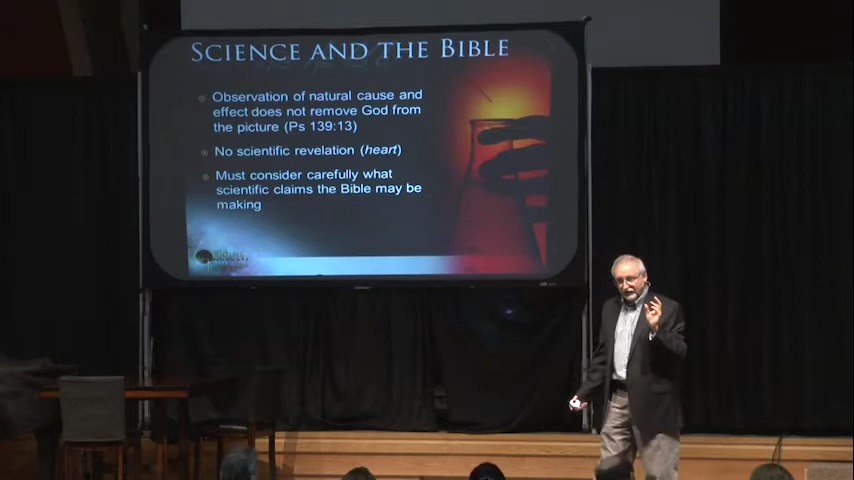 Science and the Bible
Observation of natural cause and
effect does not remove God from
the picture (Ps 139:13)
No scientific revelation (heart)
Must consider carefully what
scientific claims the Bible may be
making